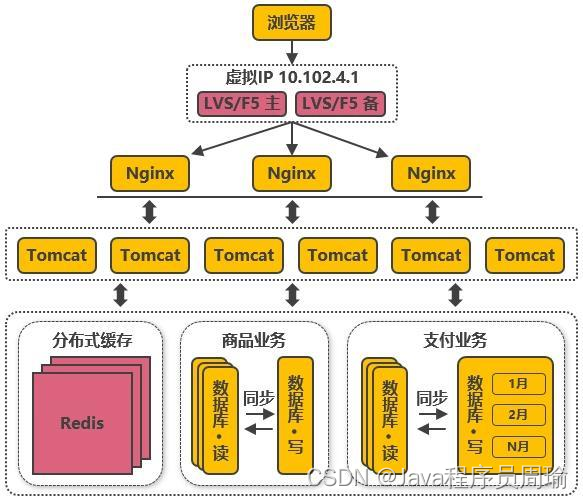 浏览器
虚拟IP 10.102.4.1
LVS/F5 主
LVS/F5 备
Nginx
Nginx
Nginx
Tomcat
Tomcat
Tomcat
Tomcat
Tomcat
Tomcat
分布式缓存
Redis
商品业务
数据库·读
同步
数据库·写
支付业务
数据库·读
同步
数据库·写
1月
2月
N月
CSDN @Java程序员周瑜